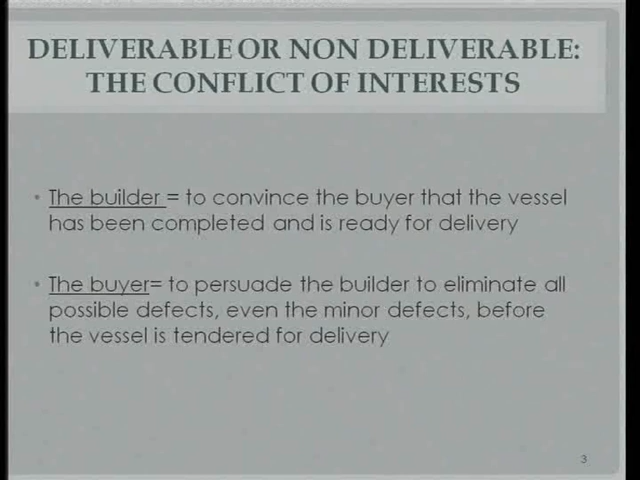 DELIVERABLE OR NON DELIVERABLE:
THE CONFLICT OF INTERESTS
• The builder = to convince the buyer that the vessel
has been completed and is ready for delivery
• The buyer= to persuade the builder to eliminate all
possible defects, even the minor defects, before
the vessel is tendered for delivery
3